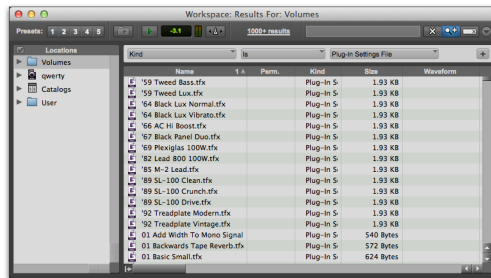 Workspace: Results For: Volumes
Presets: 1 2 3 4 5 -3.1 1000+ results
Locations
Volumes
qwerty
Catalogs
User
Kind Is Plug-In Settings File +
Name 1 Perm. Kind Size Waveform
'59 Tweed Bass.tfx Plug-In S 1.93 KB
'59 Tweed Lux.tfx Plug-In S 1.93 KB
'64 Black Lux Normal.tfx Plug-In S 1.93 KB
'64 Black Lux Vibrato.tfx Plug-In S 1.93 KB
'66 AC Hi Boost.tfx Plug-In S 1.93 KB
'67 Black Panel Duo.tfx Plug-In S 1.93 KB
'69 Plexiglas 100W.tfx Plug-In S 1.93 KB
'82 Lead 800 100W.tfx Plug-In S 1.93 KB
'85 M-2 Lead.tfx Plug-In S 1.93 KB
'89 SL-100 Clean.tfx Plug-In S 1.93 KB
'89 SL-100 Crunch.tfx Plug-In S 1.93 KB
'89 SL-100 Drive.tfx Plug-In S 1.93 KB
'92 Treadplate Modern.tfx Plug-In S 1.93 KB
'92 Treadplate Vintage.tfx Plug-In S 1.93 KB
01 Add Width To Mono Signal Plug-In S 540 Bytes
01 Backwards Tape Reverb.tfx Plug-In S 572 Bytes
01 Basic Small.tfx Plug-In S 624 Bytes